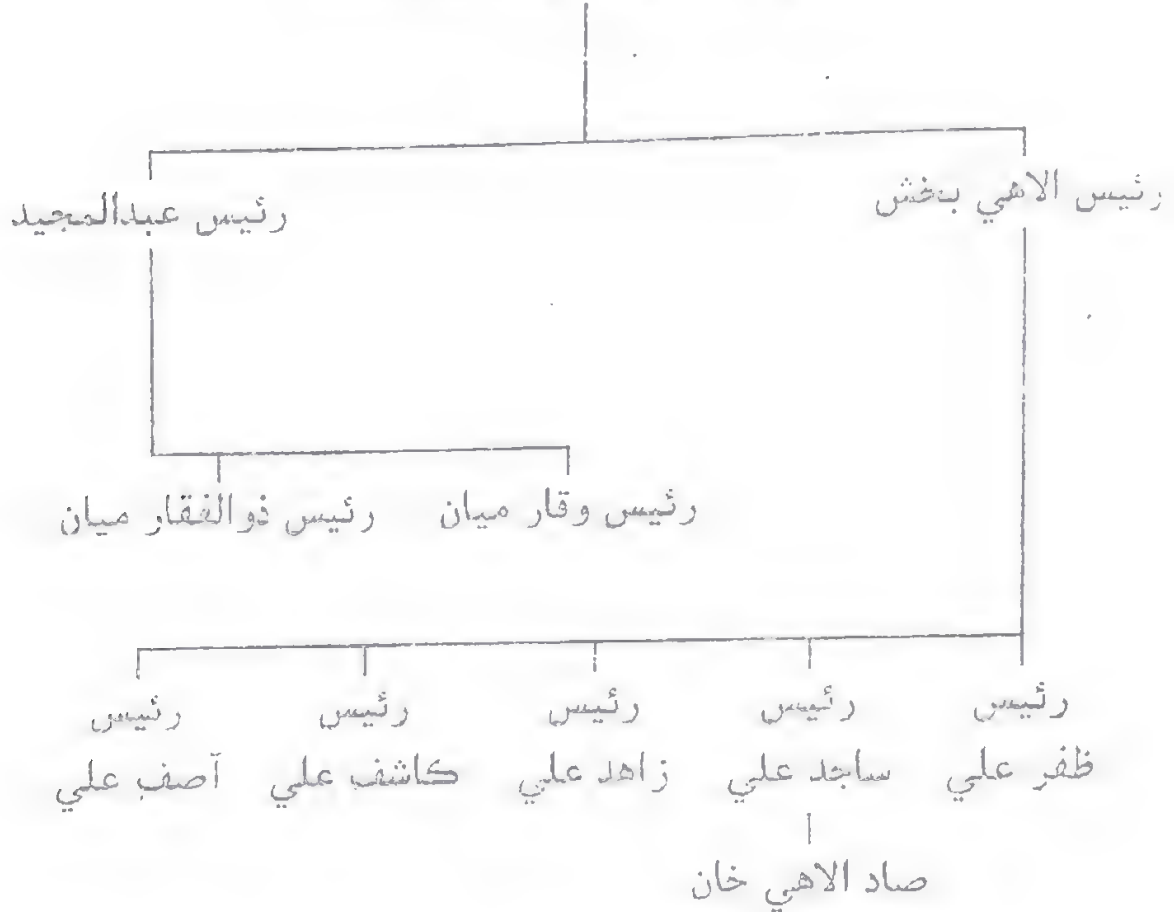 رئيس الاهي بخش
رئيس عبدالمجيد
رئيس وقار ميان
رئيس ذوالفقار ميان
رئيس
ظفر علي
رئيس
ساجد علي
رئيس
زاهد علي
رئيس
كاشف علي
رئيس
آصف علي
صاد الاهي خان